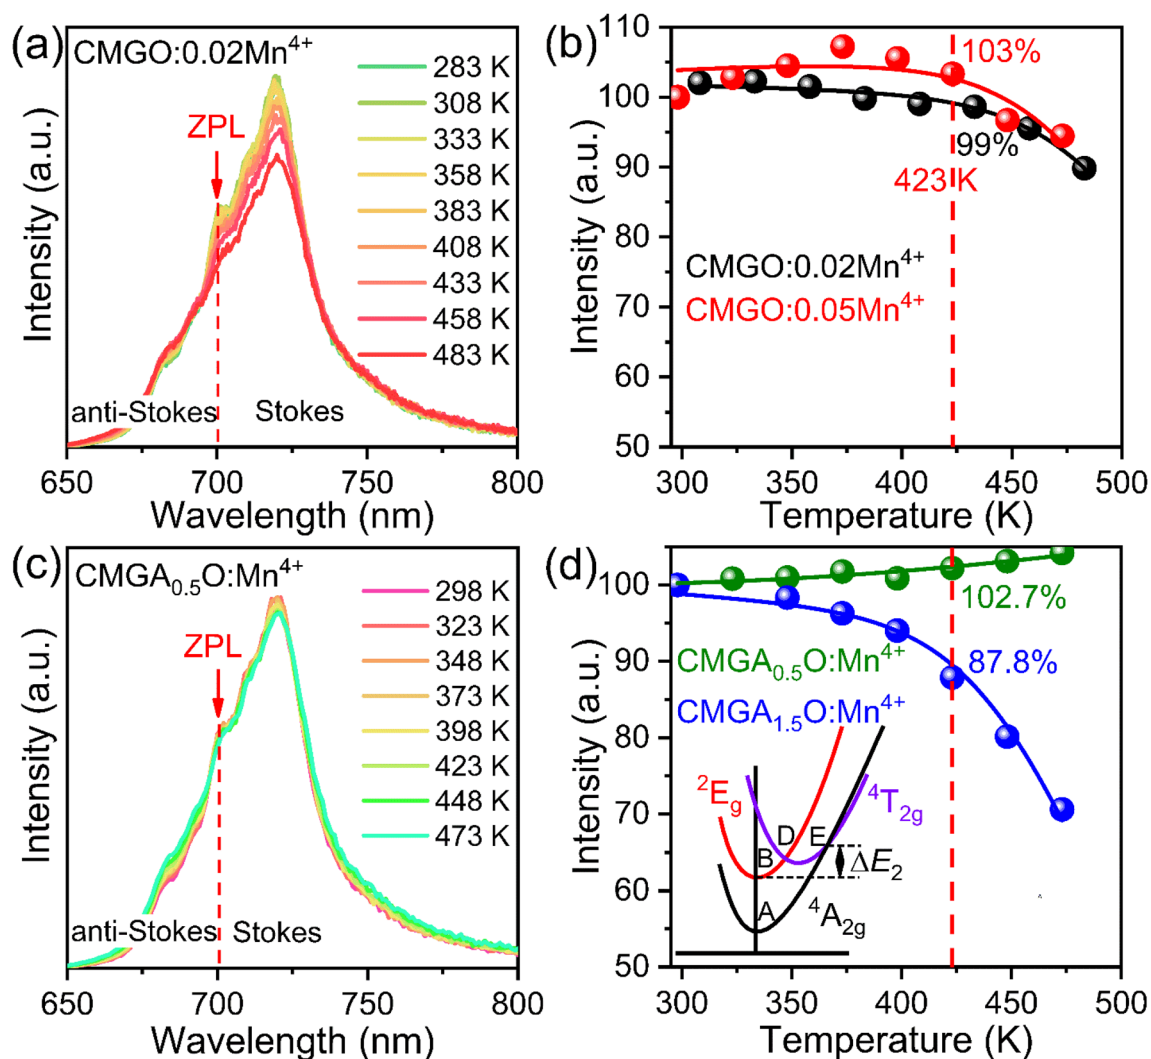 (a) CMGO:0.02Mn⁴⁺
283 K
308 K
333 K
358 K
383 K
408 K
433 K
458 K
483 K
ZPL
anti-Stokes
Stokes
Intensity (a.u.)
650 700 750 800
Wavelength (nm)
(b)
110
100
90
80
70
60
50
103%
99%
423 K
CMGO:0.02Mn⁴⁺
CMGO:0.05Mn⁴⁺
Intensity (a.u.)
300 350 400 450 500
Temperature (K)
(c) CMGA₀.₅O:Mn⁴⁺
298 K
323 K
348 K
373 K
398 K
423 K
448 K
473 K
ZPL
anti-Stokes
Stokes
Intensity (a.u.)
650 700 750 800
Wavelength (nm)
(d)
100
90
80
70
60
50
102.7%
CMGA₀.₅O:Mn⁴⁺
87.8%
CMGA₁.₅O:Mn⁴⁺
²E_g
⁴T₂g
D E
B
ΔE₂
A
⁴A₂g
Intensity (a.u.)
300 350 400 450 500
Temperature (K)